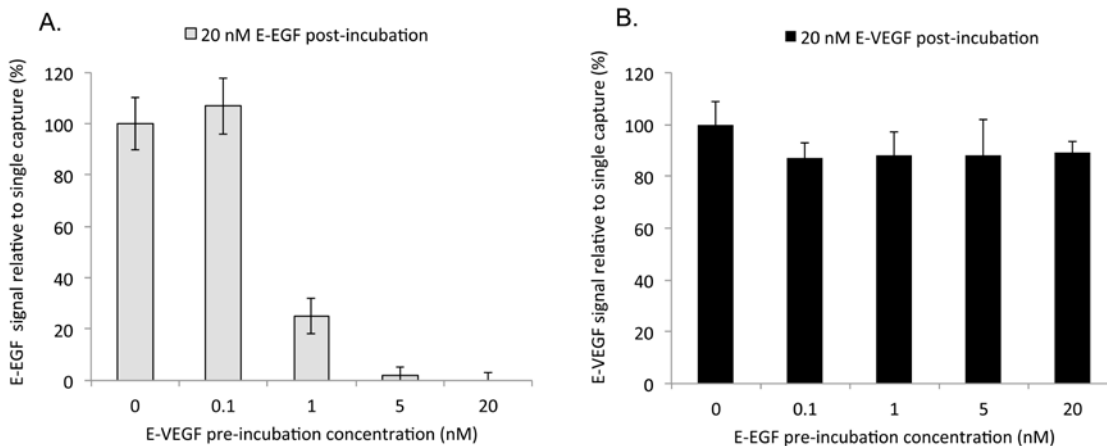 A.
20 nM E-EGF post-incubation
E-EGF signal relative to single capture (%)
120
100
80
60
40
20
0
0 0.1 1 5 20
E-VEGF pre-incubation concentration (nM)
B.
20 nM E-VEGF post-incubation
E-VEGF signal relative to single capture (%)
120
100
80
60
40
20
0
0 0.1 1 5 20
E-EGF pre-incubation concentration (nM)